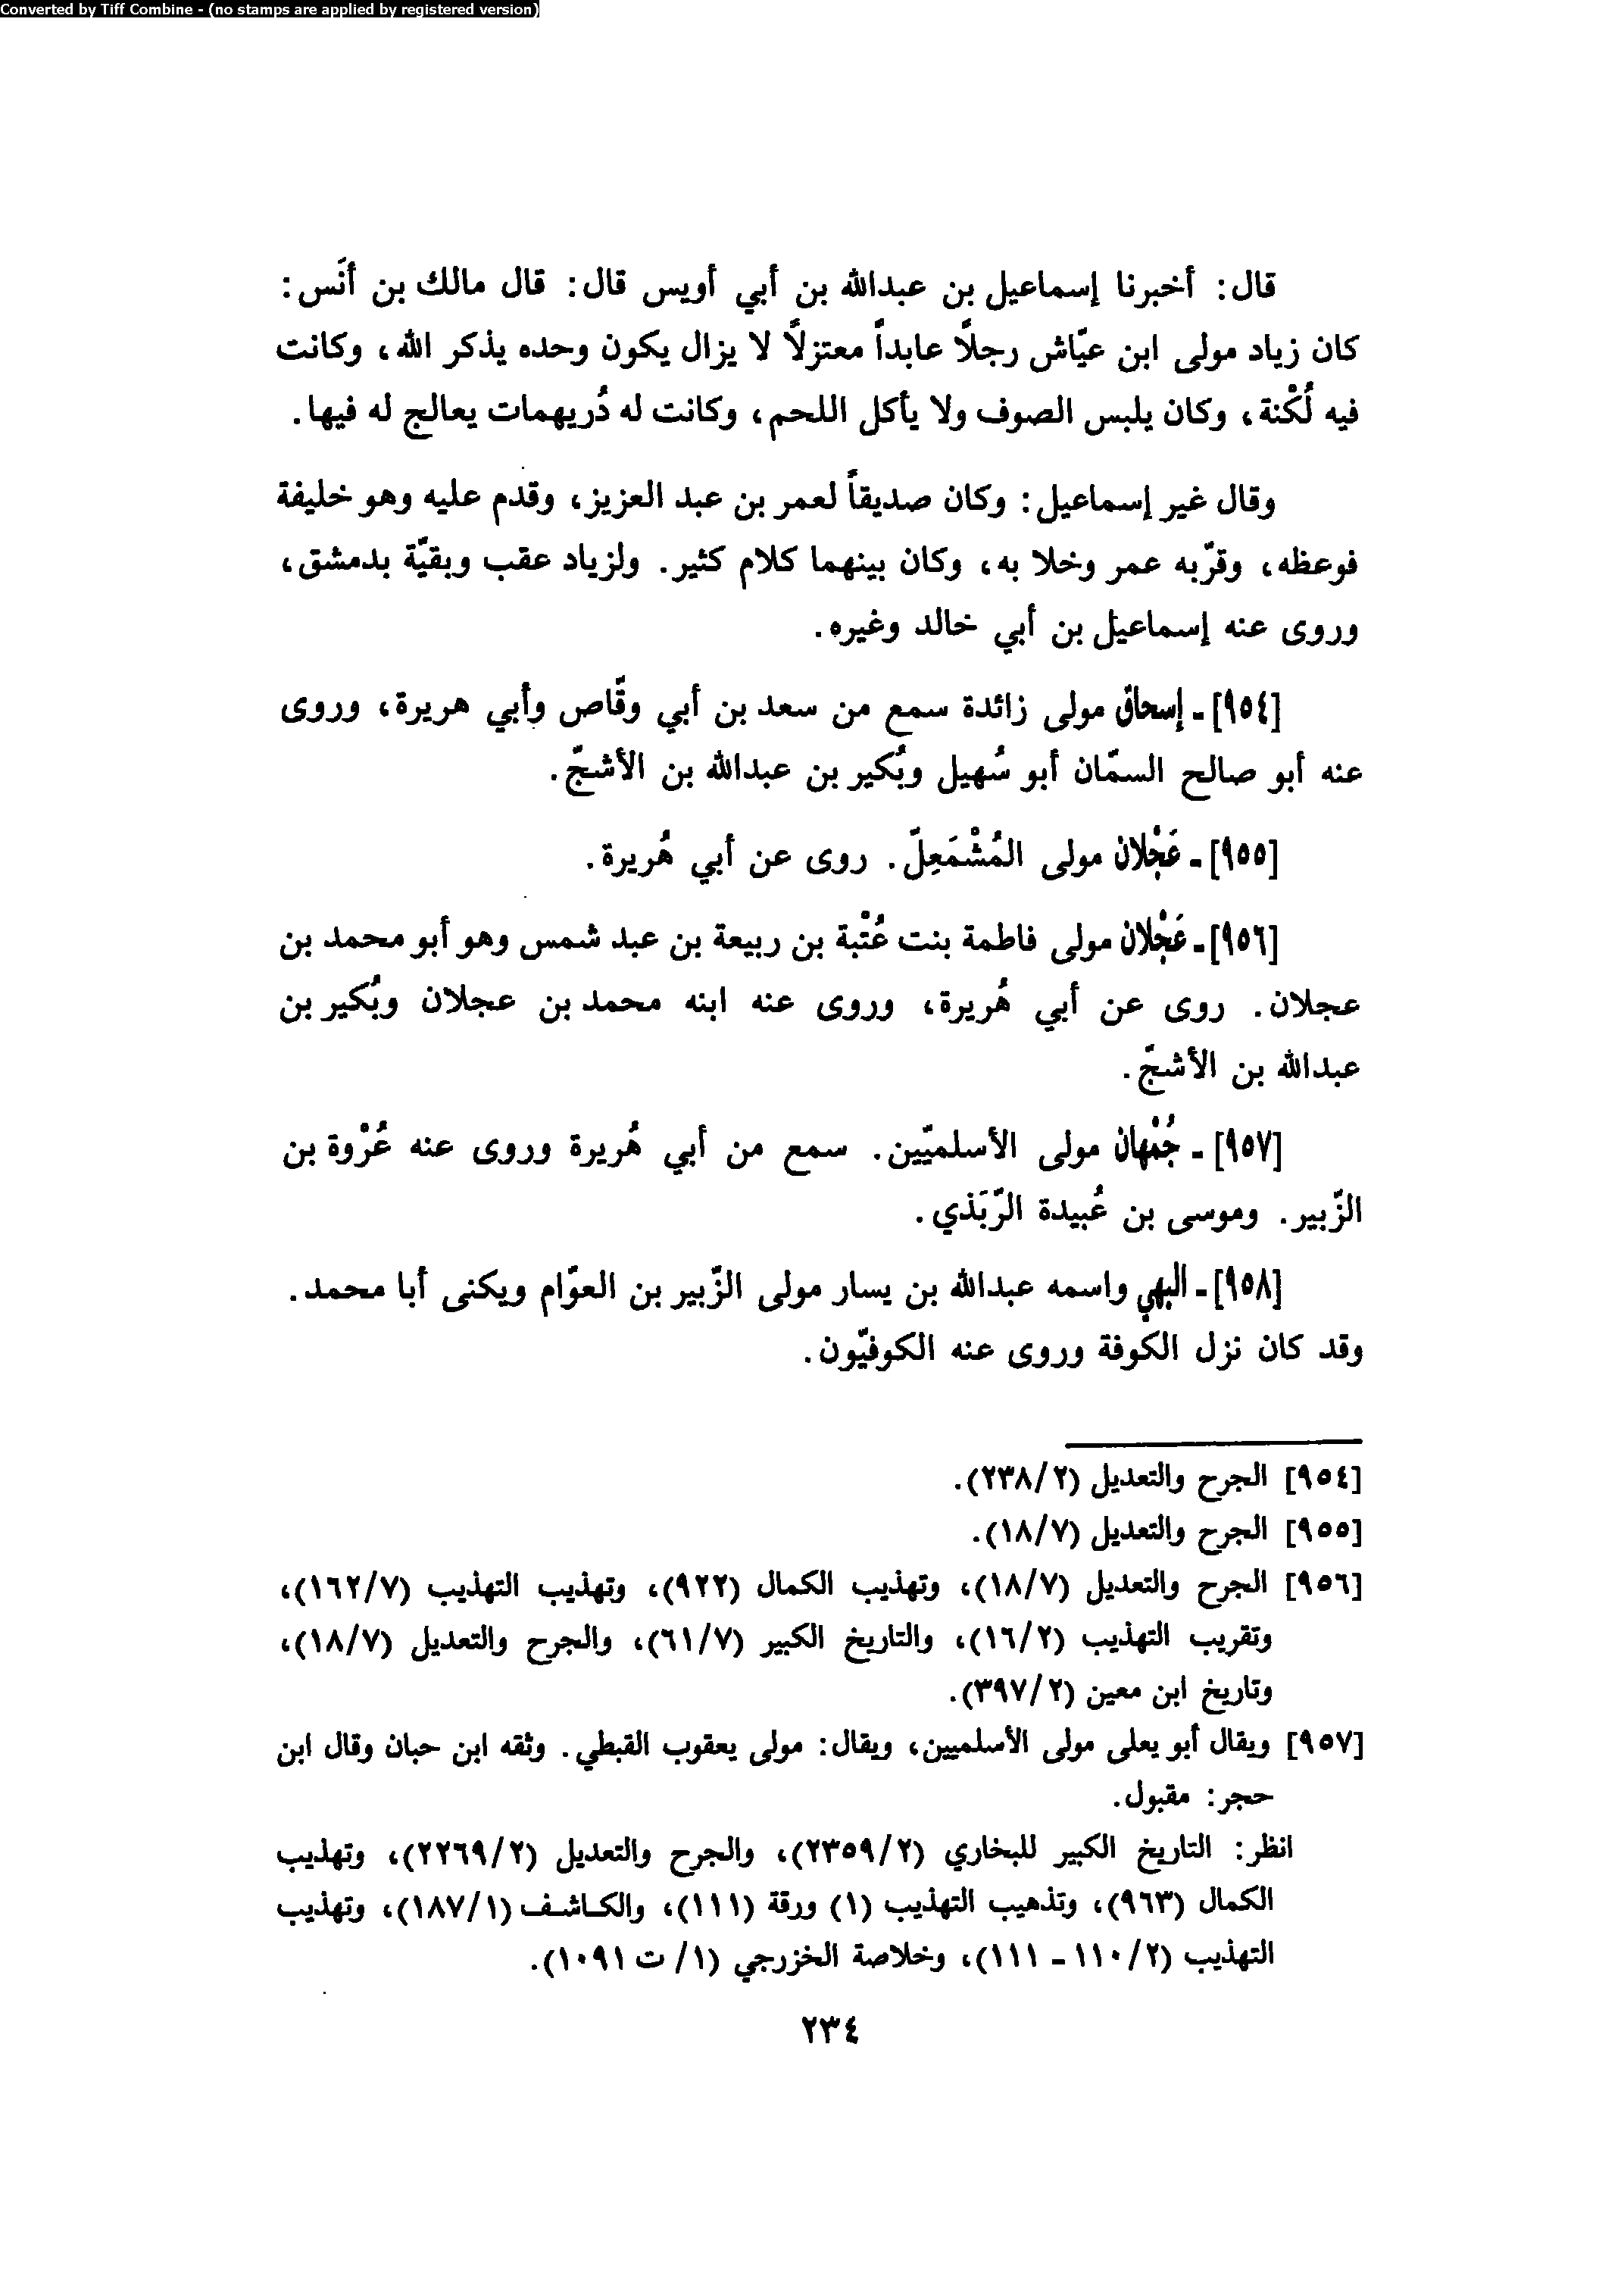 Converted by Tiff Combine - (no stamps are applied by registered version)
قال: أخبرنا إسماعيل بن عبدالله بن أبي أويس قال: قال مالك بن أنَس:
كان زياد مولى ابن عيّاش رجلاً عابداً معتزلاً لا يزال يكون وحده يذكر الله، وكانت
فيه لُكْنة، وكان يلبس الصوف ولا يأكل اللحم، وكانت له دُريهمات يعالج له فيها.
وقال غير إسماعيل: وكان صديقاً لعمر بن عبد العزيز، وقدم عليه وهو خليفة
فوعظه، وقرّبه عمر وخلا به، وكان بينهما كلام كثير. ولزياد عقب وبقيّة بدمشق،
وروى عنه إسماعيل بن أبي خالد وغيره.
[٩٥٤] ـ إسحاق مولى زائدة سمع من سعد بن أبي وقّاص وأبي هريرة، وروى
عنه أبو صالح السمّان أبو سُهيل وبُكير بن عبدالله بن الأشجّ.
[٩٥٥] ـ عَجْلان مولى المُشْمَعِلّ. روى عن أبي هُريرة.
[٩٥٦] ـ عَجْلان مولى فاطمة بنت عُتْبة بن ربيعة بن عبد شمس وهو أبو محمد بن
عجلان. روى عن أبي هُريرة، وروى عنه ابنه محمد بن عجلان وبُكير بن
عبدالله بن الأشجّ.
[٩٥٧] ـ جُمْهان مولى الأسلميّين. سمع من أبي هُريرة وروى عنه عُرْوة بن
الزّبير. وموسى بن عُبيدة الرّبَذي.
[٩٥٨] ـ البهي واسمه عبدالله بن يسار مولى الزّبير بن العوّام ويكنى أبا محمد.
وقد كان نزل الكوفة وروى عنه الكوفيّون.
[٩٥٤] الجرح والتعديل (٢٣٨/٢).
[٩٥٥] الجرح والتعديل (١٨/٧).
[٩٥٦] الجرح والتعديل (١٨/٧)، وتهذيب الكمال (٩٢٢)، وتهذيب التهذيب (١٦٢/٧)،
وتقريب التهذيب (١٦/٢)، والتاريخ الكبير (٦١/٧)، والجرح والتعديل (١٨/٧)،
وتاريخ ابن معين (٣٩٧/٢).
[٩٥٧] ويقال أبو يعلى مولى الأسلميين، ويقال: مولى يعقوب القبطي. وثقه ابن حبان وقال ابن
حجر: مقبول.
انظر: التاريخ الكبير للبخاري (٢٣٥٩/٢)، والجرح والتعديل (٢٢٦٩/٢)، وتهذيب
الكمال (٩٦٣)، وتذهيب التهذيب (١) ورقة (١١١)، والكاشف (١٨٧/١)، وتهذيب
التهذيب (١١٠/٢ ـ ١١١)، وخلاصة الخزرجي (١/ ت ١٠٩١).
٢٣٤